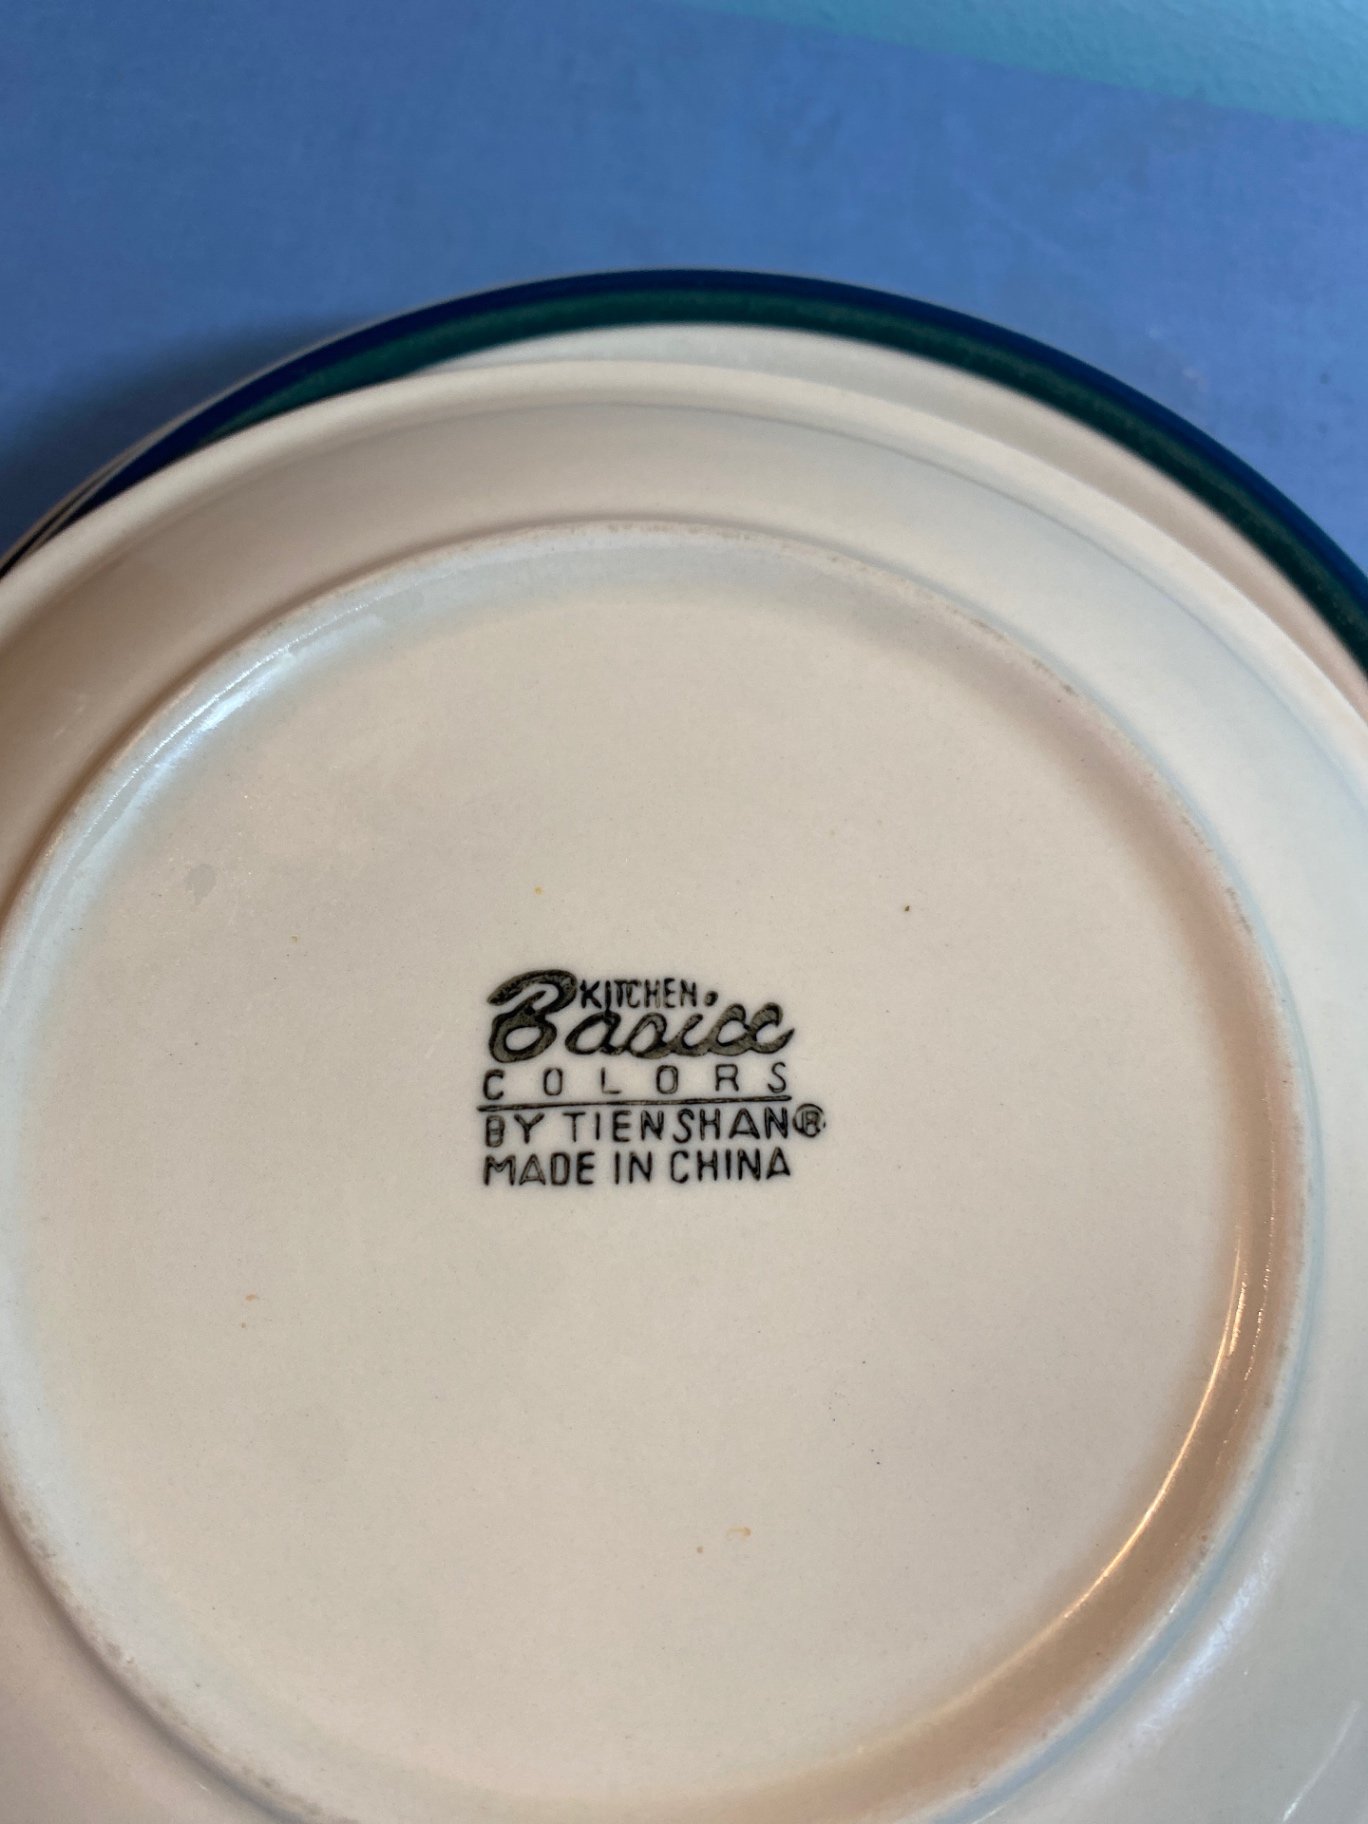 KITCHEN
Basics
COLORS
BY TIENSHAN®
MADE IN CHINA